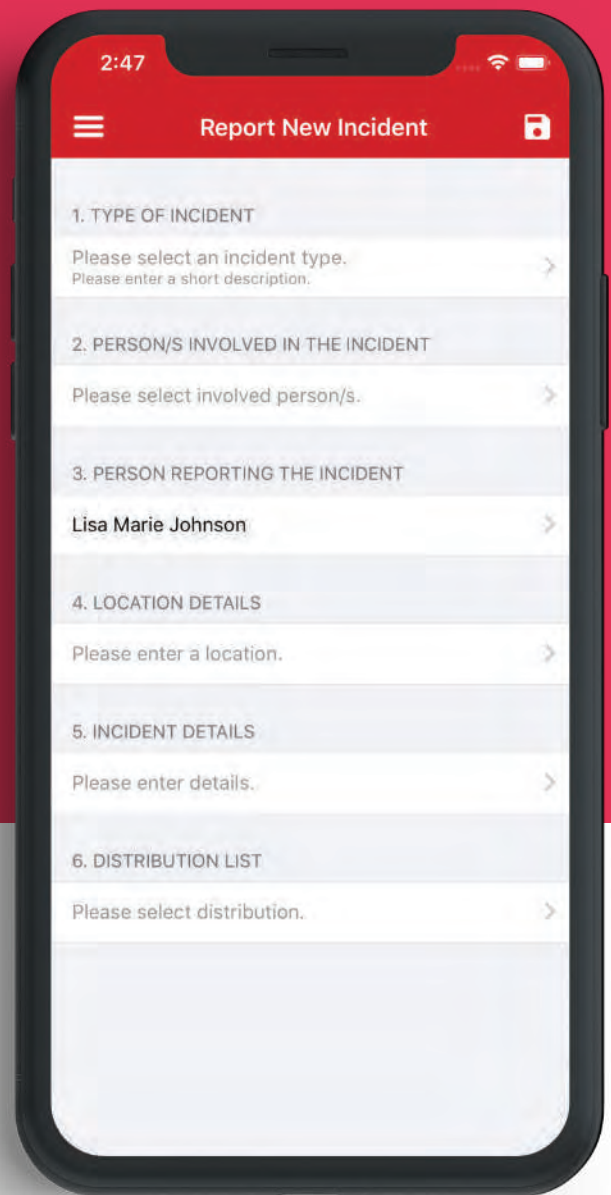 2:47
Report New Incident
1. TYPE OF INCIDENT
Please select an incident type.
Please enter a short description.
2. PERSON/S INVOLVED IN THE INCIDENT
Please select involved person/s.
3. PERSON REPORTING THE INCIDENT
Lisa Marie Johnson
4. LOCATION DETAILS
Please enter a location.
5. INCIDENT DETAILS
Please enter details.
6. DISTRIBUTION LIST
Please select distribution.